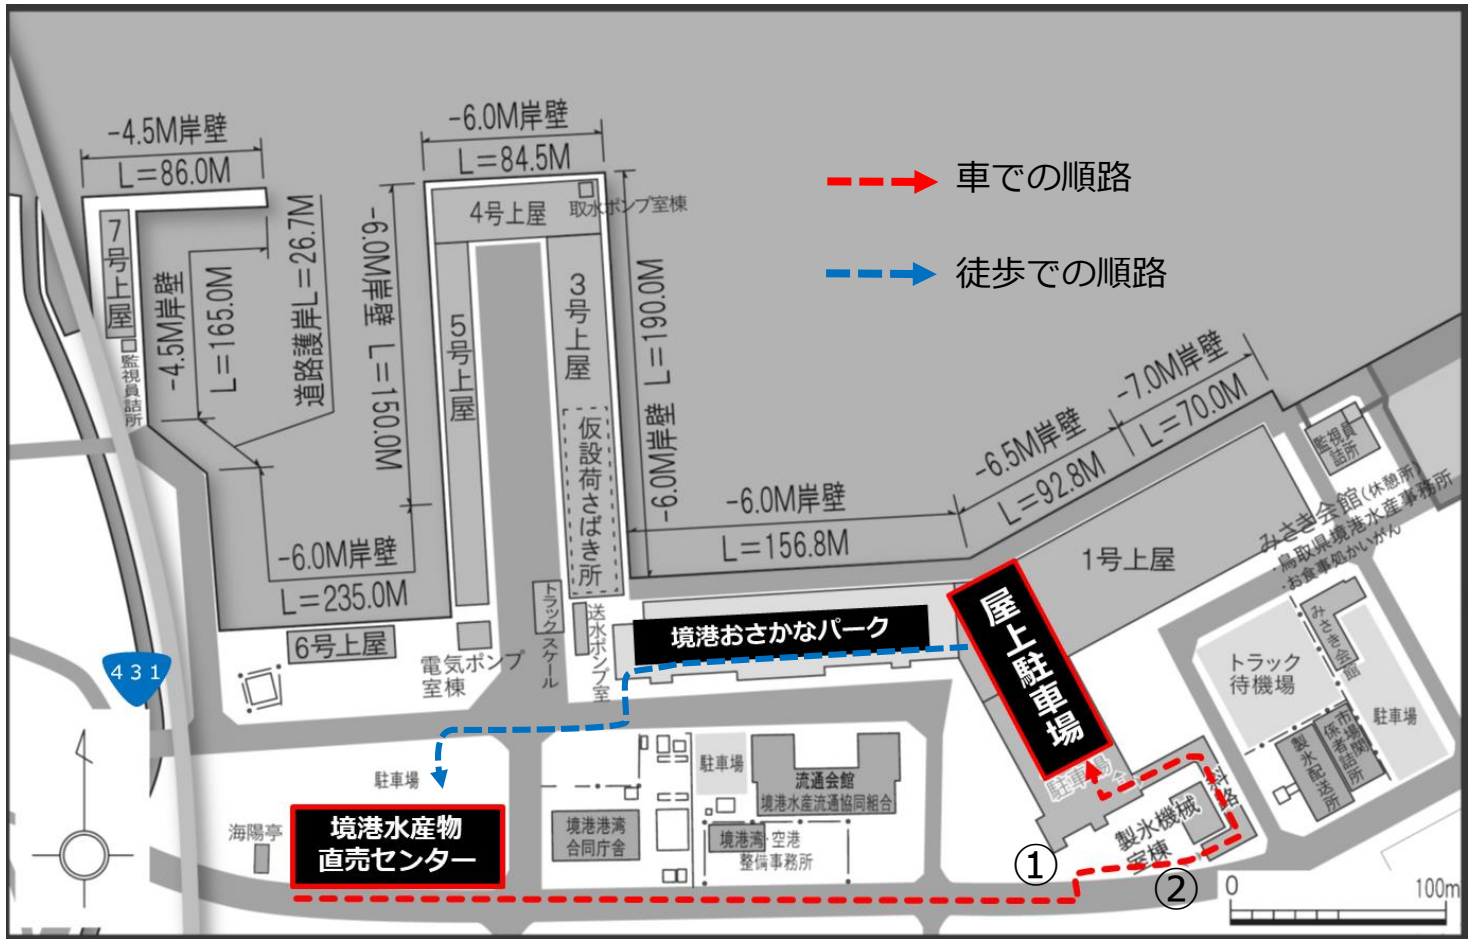 -4.5M岸壁
L=86.0M
-6.0M岸壁
L=84.5M
車での順路
徒歩での順路
7号上屋
監視員詰所
-4.5M岸壁
L=165.0M
道路護岸L=26.7M
-6.0M岸壁 L=150.0M
4号上屋
取水ポンプ室棟
5号上屋
3号上屋
仮設荷さばき所
-6.0M岸壁 L=190.0M
-6.0M岸壁
L=156.8M
-6.5M岸壁
L=92.8M
-7.0M岸壁
L=70.0M
監視員
詰所
みさき会館(休憩所)
・鳥取県境港水産事務所
・お食事処かいがん
1号上屋
-6.0M岸壁
L=235.0M
6号上屋
電気ポンプ
室棟
トラックスケール
送水ポンプ室
境港おさかなパーク
屋上駐車場
みさき会館
トラック
待機場
駐車場
市場関
係者詰所
製氷配送所
431
駐車場
海陽亭
境港水産物
直売センター
境港港湾
合同庁舎
駐車場
流通会館
境港水産流通協同組合
境港湾・空港
整備事務所
駐車場
斜路
製氷機械
室棟
①
②
0
100m